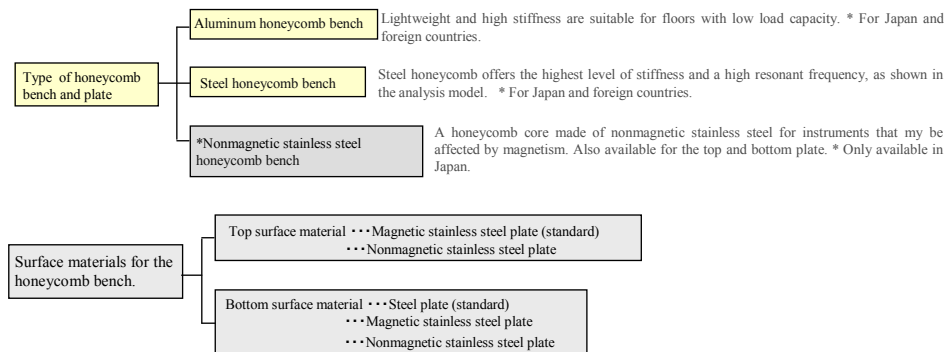 Aluminum honeycomb bench
Lightweight and high stiffness are suitable for floors with low load capacity. * For Japan and
foreign countries.
Type of honeycomb
bench and plate
Steel honeycomb bench
Steel honeycomb offers the highest level of stiffness and a high resonant frequency, as shown in
the analysis model. * For Japan and foreign countries.
*Nonmagnetic stainless steel
honeycomb bench
A honeycomb core made of nonmagnetic stainless steel for instruments that my be
affected by magnetism. Also available for the top and bottom plate. * Only available in
Japan.
Surface materials for the
honeycomb bench.
Top surface material ・・・Magnetic stainless steel plate (standard)
・・・Nonmagnetic stainless steel plate
Bottom surface material ・・・Steel plate (standard)
・・・Magnetic stainless steel plate
・・・Nonmagnetic stainless steel plate